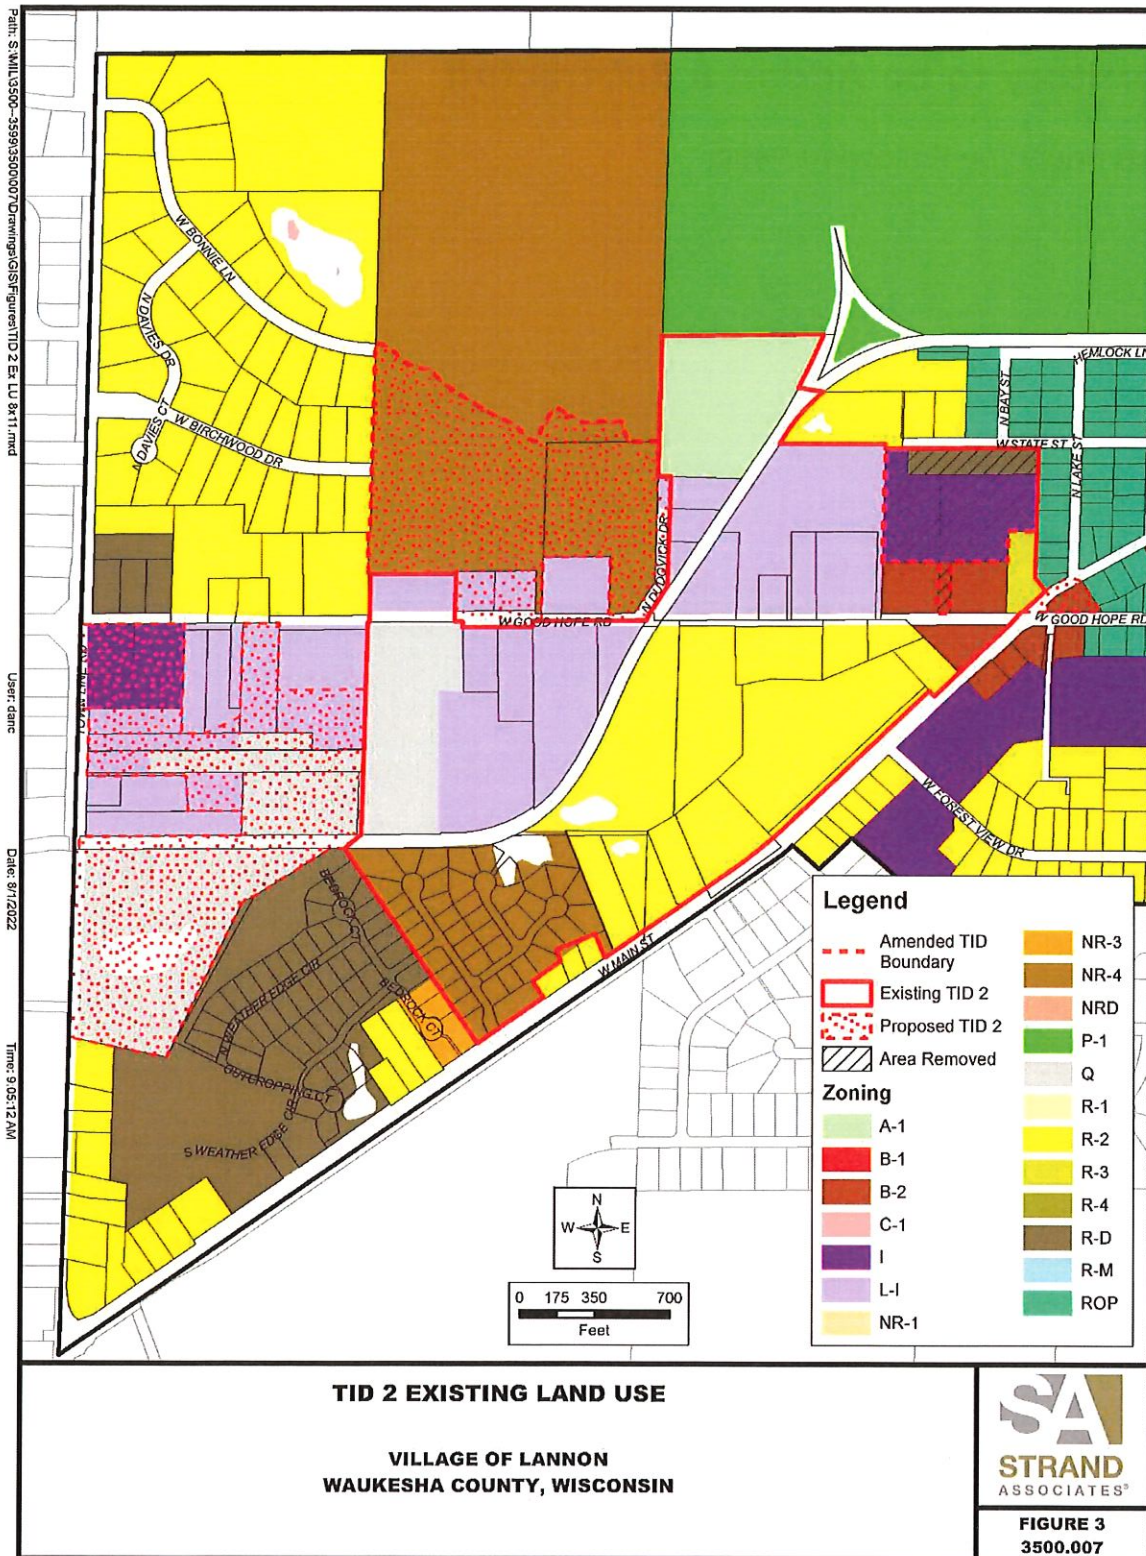 Path: S:\MIL\3500--3599\3500\007\Drawings\GIS\Figures\TID 2 Ex LU 8x11.mxd
User: danc
Date: 8/1/2022
Time: 9:05:12 AM
W BONNIE LN
N DAVIES DR
N DAVIES CT
W BIRCHWOOD DR
HEMLOCK LN
N BAY ST
W STATE ST
N LAKE ST
N DUDOVICK DR
W GOOD HOPE RD
W GOOD HOPE RD
TOWN LINE RD
W FOREST VIEW DR
BEDROCK CT
N WEATHER EDGE CIR
BEDROCK CT
OUTCROPPING CT
S WEATHER EDGE CIR
W MAIN ST
Legend
Amended TID
Boundary
Existing TID 2
Proposed TID 2
Area Removed
Zoning
A-1
B-1
B-2
C-1
I
L-I
NR-1
NR-3
NR-4
NRD
P-1
Q
R-1
R-2
R-3
R-4
R-D
R-M
ROP
N
W E
S
0 175 350 700
Feet
TID 2 EXISTING LAND USE
VILLAGE OF LANNON
WAUKESHA COUNTY, WISCONSIN
SA
STRAND
ASSOCIATES®
FIGURE 3
3500.007